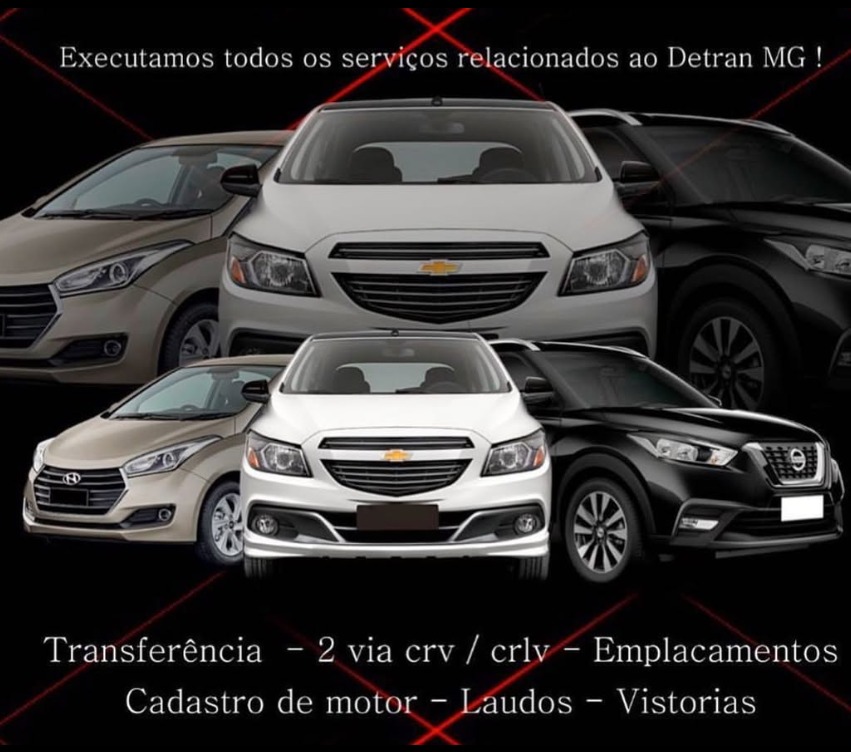 Executamos todos os serviços relacionados ao Detran MG !
Transferência - 2 via crv / crlv - Emplacamentos
Cadastro de motor - Laudos - Vistorias